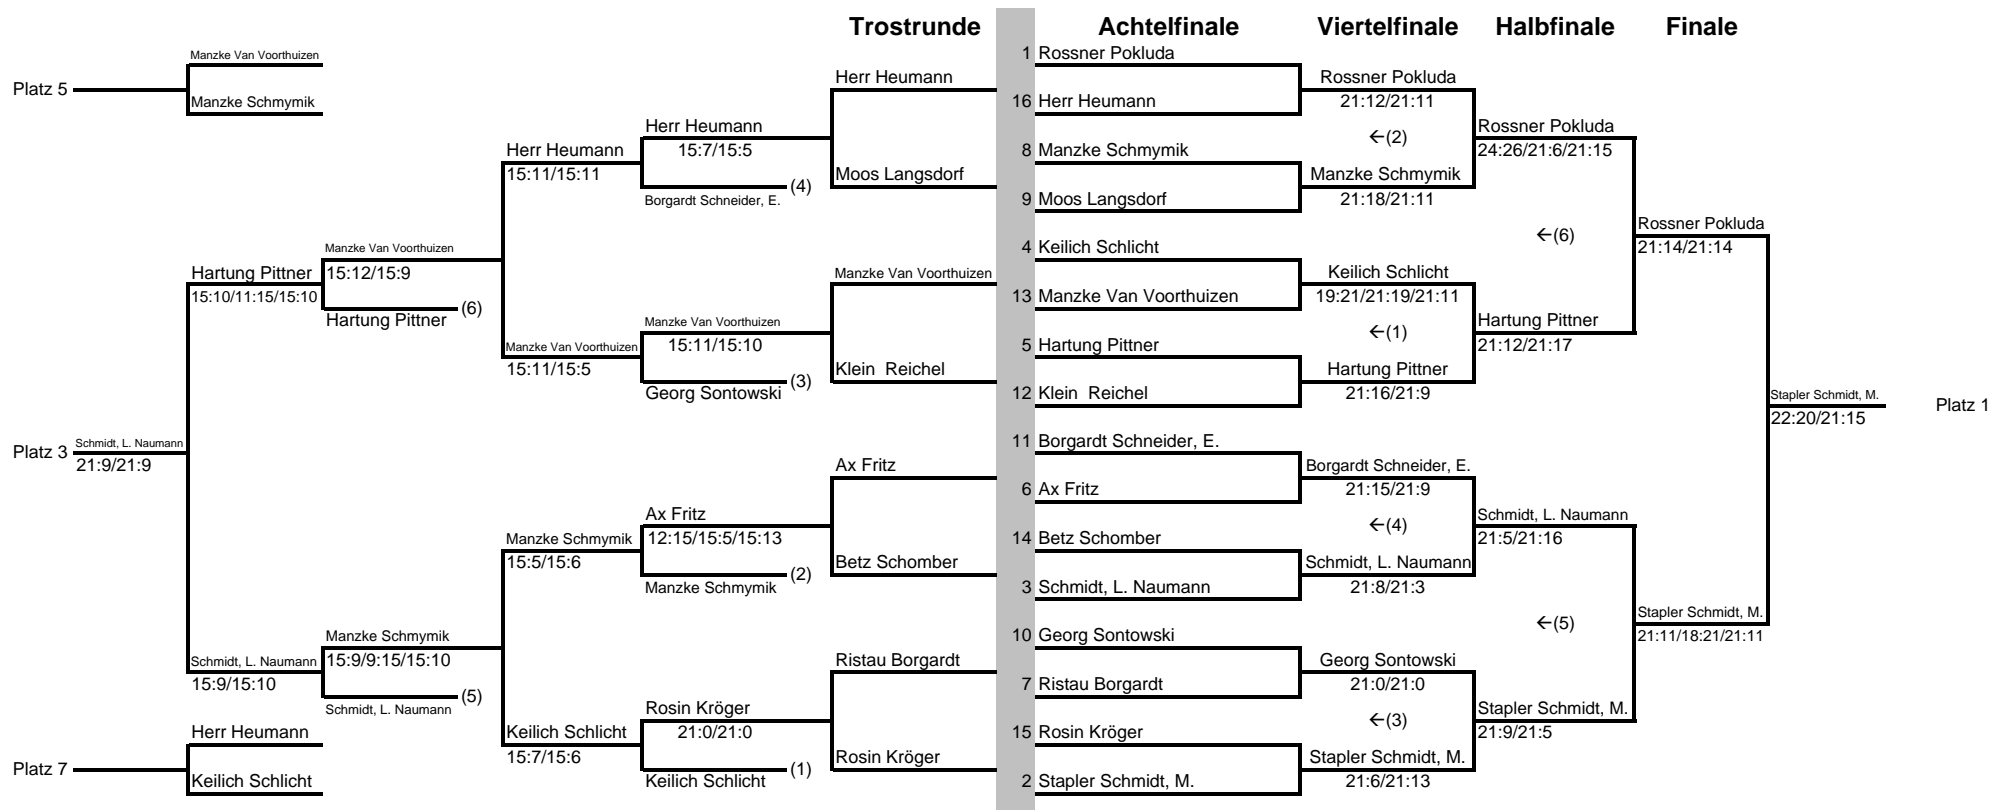 Trostrunde Achtelfinale Viertelfinale Halbfinale Finale
Manzke Van Voorthuizen
Platz 5
Manzke Schmymik
Hartung Pittner
15:10/11:15/15:10
Platz 3
Schmidt, L. Naumann
21:9/21:9
Schmidt, L. Naumann
15:9/15:10
Herr Heumann
Platz 7
Keilich Schlicht
Manzke Van Voorthuizen
15:12/15:9
(6)
Hartung Pittner
Manzke Schmymik
15:9/9:15/15:10
(5)
Schmidt, L. Naumann
Herr Heumann
15:11/15:11
Manzke Van Voorthuizen
15:11/15:5
Manzke Schmymik
15:5/15:6
Keilich Schlicht
15:7/15:6
Herr Heumann
15:7/15:5
(4)
Borgardt Schneider, E.
Manzke Van Voorthuizen
15:11/15:10
(3)
Georg Sontowski
Ax Fritz
12:15/15:5/15:13
(2)
Manzke Schmymik
Rosin Kröger
21:0/21:0
(1)
Keilich Schlicht
Herr Heumann
Moos Langsdorf
Manzke Van Voorthuizen
Klein Reichel
Ax Fritz
Betz Schomber
Ristau Borgardt
Rosin Kröger
1 Rossner Pokluda
16 Herr Heumann
8 Manzke Schmymik
9 Moos Langsdorf
4 Keilich Schlicht
13 Manzke Van Voorthuizen
5 Hartung Pittner
12 Klein Reichel
11 Borgardt Schneider, E.
6 Ax Fritz
14 Betz Schomber
3 Schmidt, L. Naumann
10 Georg Sontowski
7 Ristau Borgardt
15 Rosin Kröger
2 Stapler Schmidt, M.
Rossner Pokluda
21:12/21:11
←(2)
Manzke Schmymik
21:18/21:11
Keilich Schlicht
19:21/21:19/21:11
←(1)
Hartung Pittner
21:16/21:9
Borgardt Schneider, E.
21:15/21:9
←(4)
Schmidt, L. Naumann
21:8/21:3
Georg Sontowski
21:0/21:0
←(3)
Stapler Schmidt, M.
21:6/21:13
Rossner Pokluda
24:26/21:6/21:15
←(6)
Hartung Pittner
21:12/21:17
Schmidt, L. Naumann
21:5/21:16
←(5)
Stapler Schmidt, M.
21:9/21:5
Rossner Pokluda
21:14/21:14
Stapler Schmidt, M.
21:11/18:21/21:11
Stapler Schmidt, M.
22:20/21:15
Platz 1